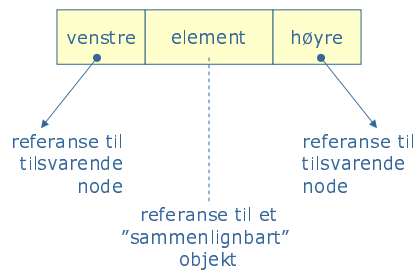 venstre element høyre
referanse til
tilsvarende
node
referanse til
tilsvarende
node
referanse til et
”sammenlignbart”
objekt